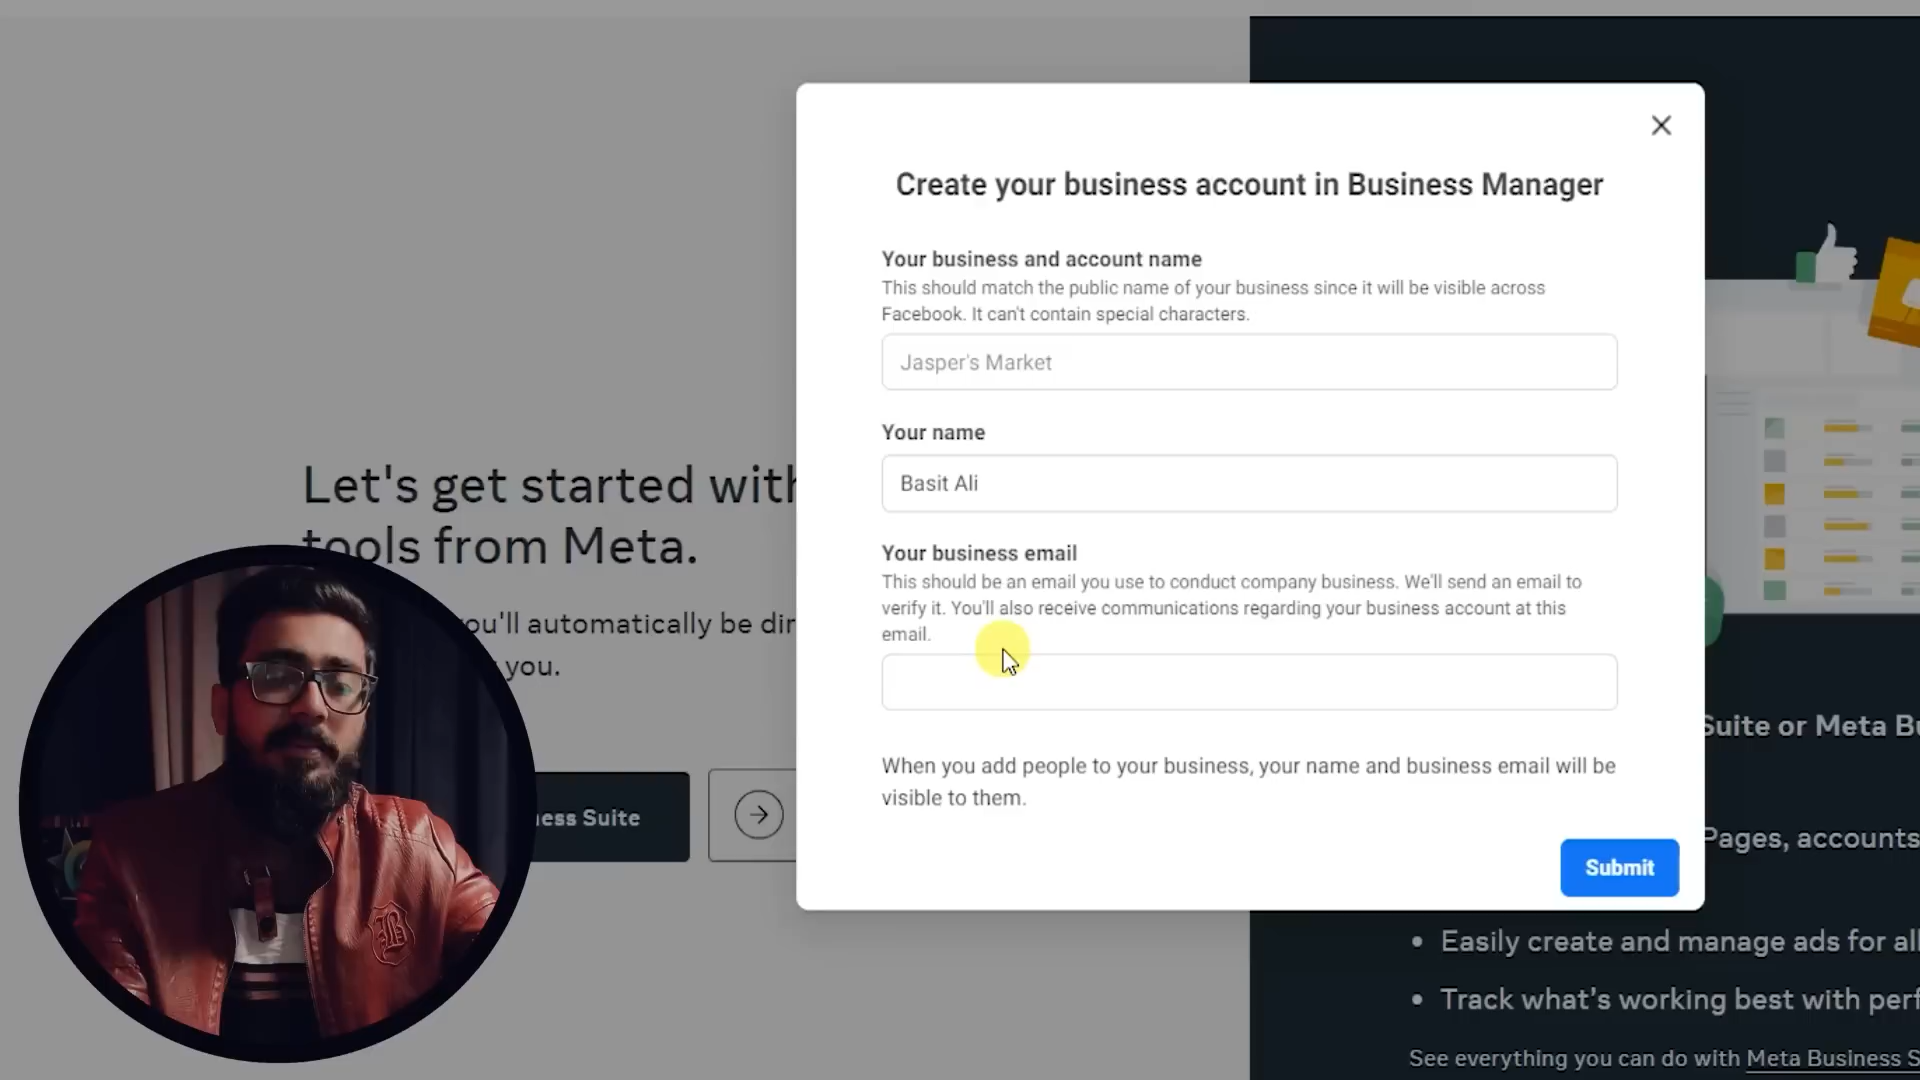 Create your business account in Business Manager
Your business and account name
This should match the public name of your business since it will be visible across
Facebook. It can't contain special characters.
Jasper's Market
Your name
Basit Ali
Your business email
This should be an email you use to conduct company business. We'll send an email to
verify it. You'll also receive communications regarding your business account at this
email.
When you add people to your business, your name and business email will be
visible to them.
Submit
Let's get started with
tools from Meta.
ou'll automatically be dir
you.
ess Suite
Suite or Meta Bu
Pages, accounts
• Easily create and manage ads for all
• Track what's working best with perf
See everything you can do with Meta Business S